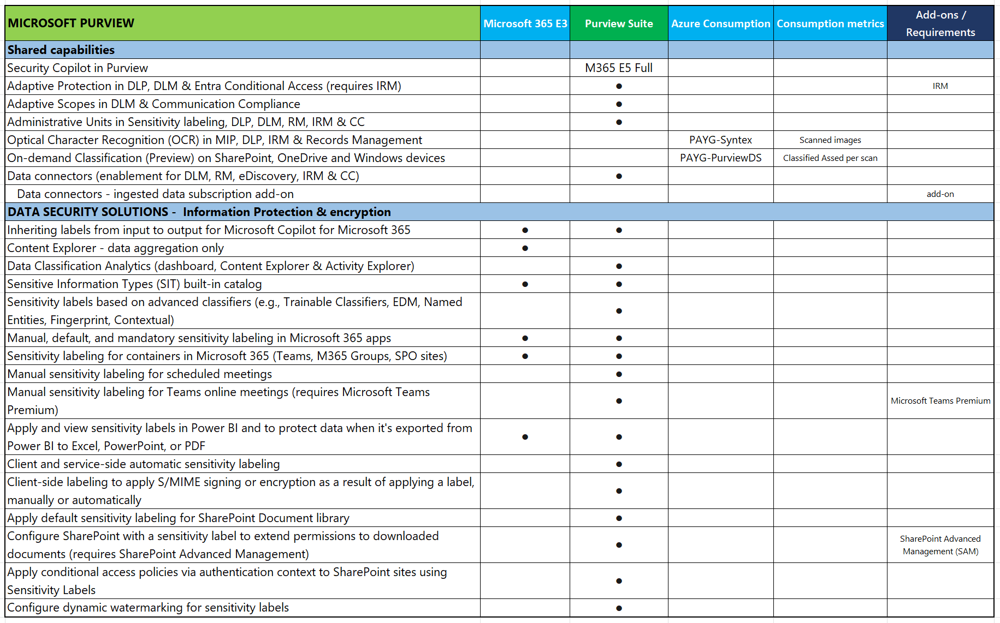 MICROSOFT PURVIEW Microsoft 365 E3 Purview Suite Azure Consumption Consumption metrics Add-ons /
Requirements
Shared capabilities
Security Copilot in Purview M365 E5 Full
Adaptive Protection in DLP, DLM & Entra Conditional Access (requires IRM) ● IRM
Adaptive Scopes in DLM & Communication Compliance ●
Administrative Units in Sensitivity labeling, DLP, DLM, RM, IRM & CC ●
Optical Character Recognition (OCR) in MIP, DLP, IRM & Records Management PAYG-Syntex Scanned images
On-demand Classification (Preview) on SharePoint, OneDrive and Windows devices PAYG-PurviewDS Classified Assed per scan
Data connectors (enablement for DLM, RM, eDiscovery, IRM & CC) ●
Data connectors - ingested data subscription add-on add-on
DATA SECURITY SOLUTIONS - Information Protection & encryption
Inheriting labels from input to output for Microsoft Copilot for Microsoft 365 ● ●
Content Explorer - data aggregation only ●
Data Classification Analytics (dashboard, Content Explorer & Activity Explorer) ●
Sensitive Information Types (SIT) built-in catalog ● ●
Sensitivity labels based on advanced classifiers (e.g., Trainable Classifiers, EDM, Named
Entities, Fingerprint, Contextual) ●
Manual, default, and mandatory sensitivity labeling in Microsoft 365 apps ● ●
Sensitivity labeling for containers in Microsoft 365 (Teams, M365 Groups, SPO sites) ● ●
Manual sensitivity labeling for scheduled meetings ●
Manual sensitivity labeling for Teams online meetings (requires Microsoft Teams
Premium) ● Microsoft Teams Premium
Apply and view sensitivity labels in Power BI and to protect data when it's exported from
Power BI to Excel, PowerPoint, or PDF ● ●
Client and service-side automatic sensitivity labeling ●
Client-side labeling to apply S/MIME signing or encryption as a result of applying a label,
manually or automatically ●
Apply default sensitivity labeling for SharePoint Document library ●
Configure SharePoint with a sensitivity label to extend permissions to downloaded
documents (requires SharePoint Advanced Management) ● SharePoint Advanced
Management (SAM)
Apply conditional access policies via authentication context to SharePoint sites using
Sensitivity Labels ●
Configure dynamic watermarking for sensitivity labels ●